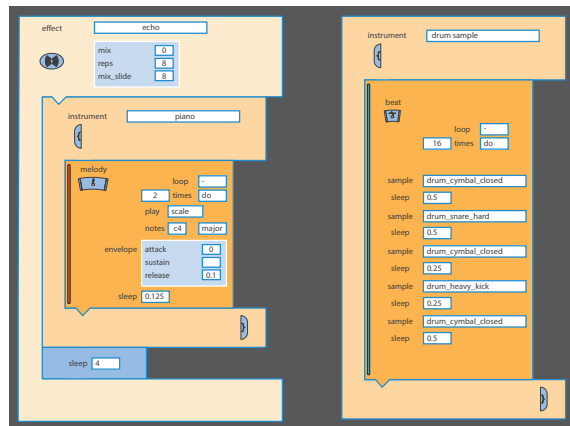 effect echo
mix 0
reps 8
mix_slide 8
instrument piano
{
melody
loop -
2 times do
play scale
notes c4 major
envelope attack 0
sustain
release 0.1
sleep 0.125
}
sleep 4
instrument drum sample
{
beat
loop -
16 times do
sample drum_cymbal_closed
sleep 0.5
sample drum_snare_hard
sleep 0.5
sample drum_cymbal_closed
sleep 0.25
sample drum_heavy_kick
sleep 0.25
sample drum_cymbal_closed
sleep 0.5
}